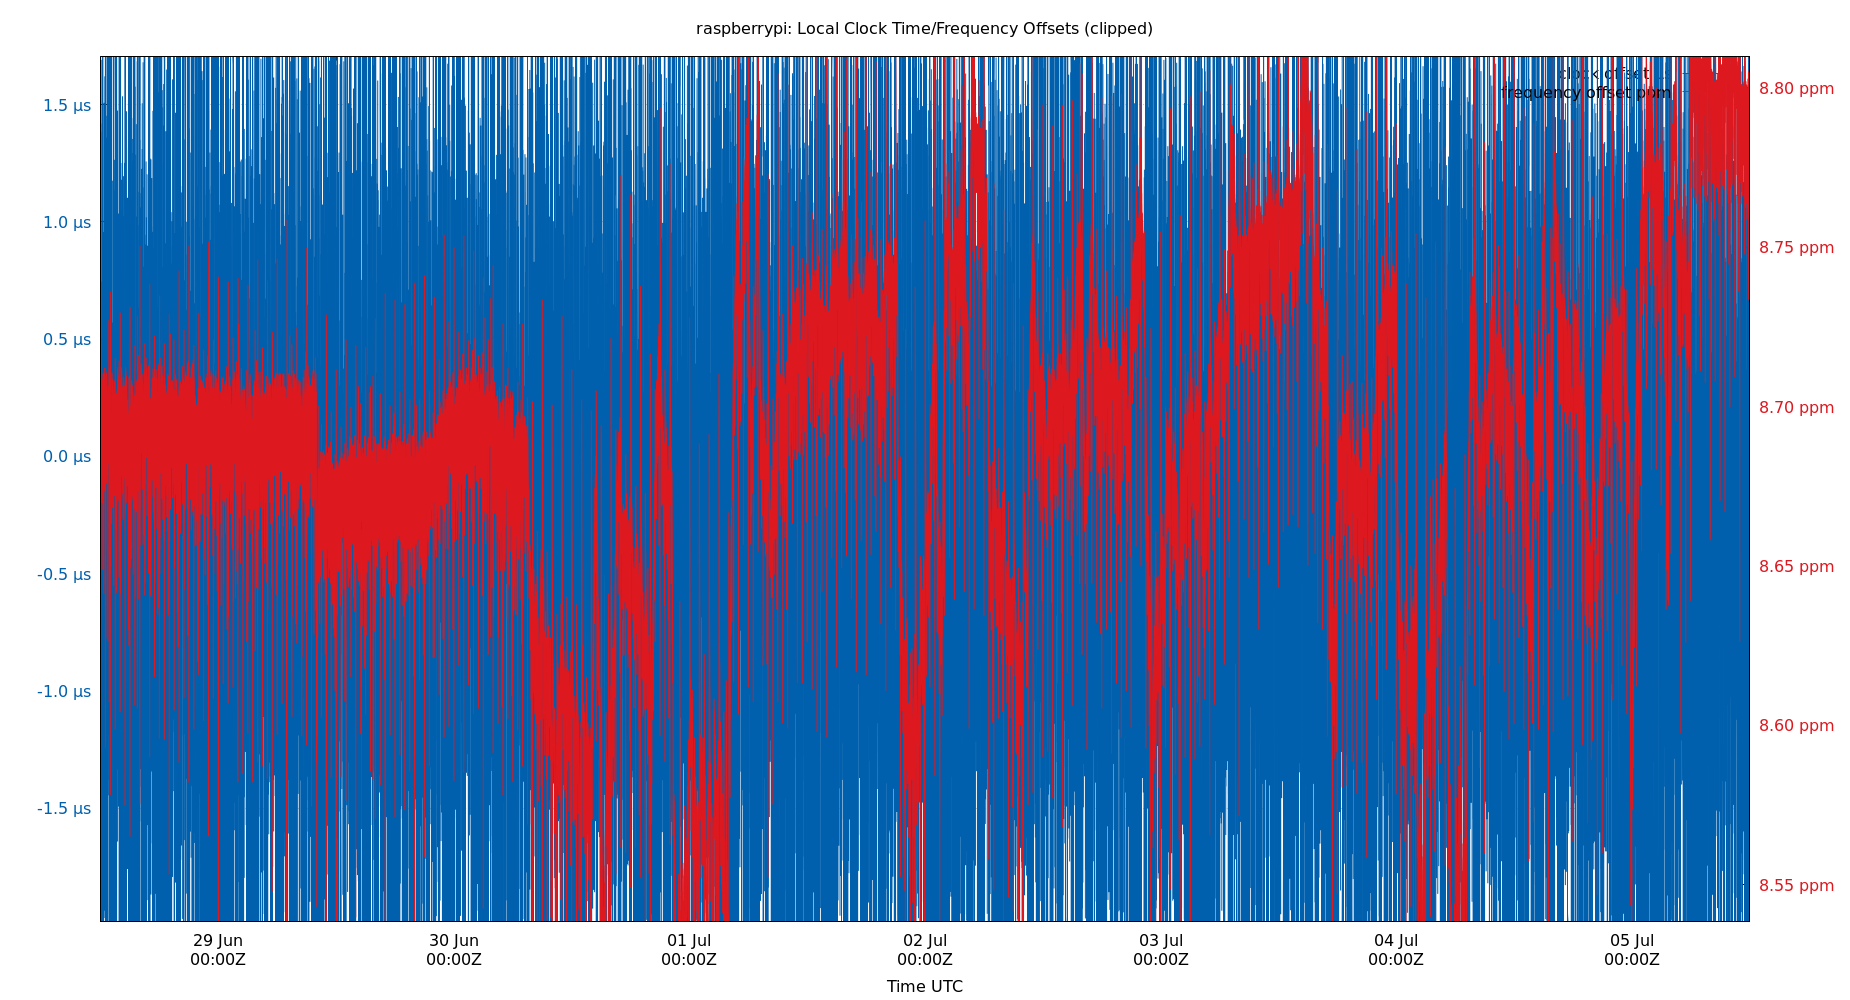 raspberrypi: Local Clock Time/Frequency Offsets (clipped)
clock offset
frequency offset ppm
1.5 μs
1.0 μs
0.5 μs
0.0 μs
-0.5 μs
-1.0 μs
-1.5 μs
8.80 ppm
8.75 ppm
8.70 ppm
8.65 ppm
8.60 ppm
8.55 ppm
29 Jun 30 Jun 01 Jul 02 Jul 03 Jul 04 Jul 05 Jul
00:00Z 00:00Z 00:00Z 00:00Z 00:00Z 00:00Z 00:00Z
Time UTC